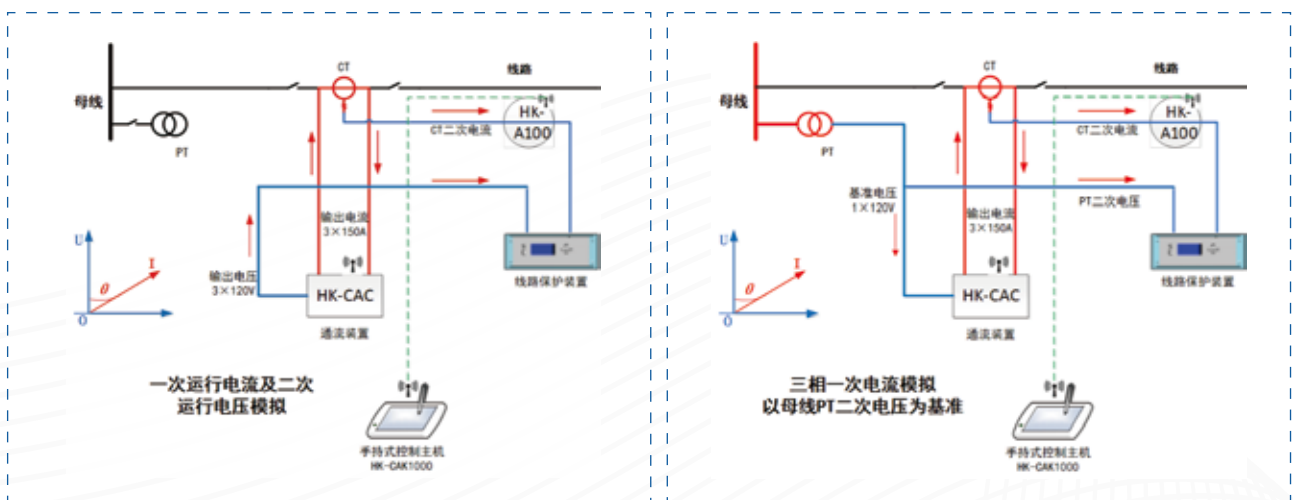 CT
线路
母线
HK-
A100
CT二次电流
PT
输出电流
3×150A
U
I
θ
O
输出电压
3×120V
HK-CAC
通流装置
线路保护装置
一次运行电流及二次
运行电压模拟
手持式控制主机
HK-CAK1000
CT
线路
母线
HK-
A100
CT二次电流
PT
基准电压
1×120V
PT二次电压
输出电流
3×150A
U
I
θ
O
HK-CAC
通流装置
线路保护装置
三相一次电流模拟
以母线PT二次电压为基准
手持式控制主机
HK-CAK1000